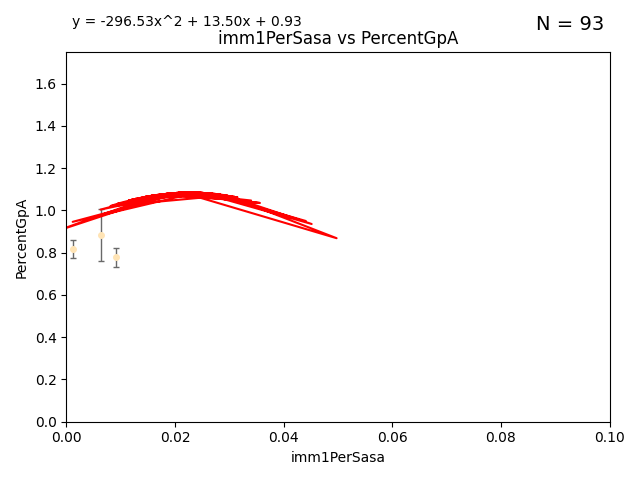 y = -296.53x^2 + 13.50x + 0.93
N = 93
imm1PerSasa vs PercentGpA
PercentGpA
1.6
1.4
1.2
1.0
0.8
0.6
0.4
0.2
0.0
0.00 0.02 0.04 0.06 0.08 0.10
imm1PerSasa